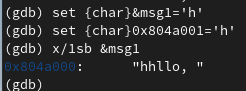 (gdb) set {char}&msg1='h'
(gdb) set {char}0x804a001='h'
(gdb) x/1sb &msg1
0x804a000:      "hhllo, "
(gdb)